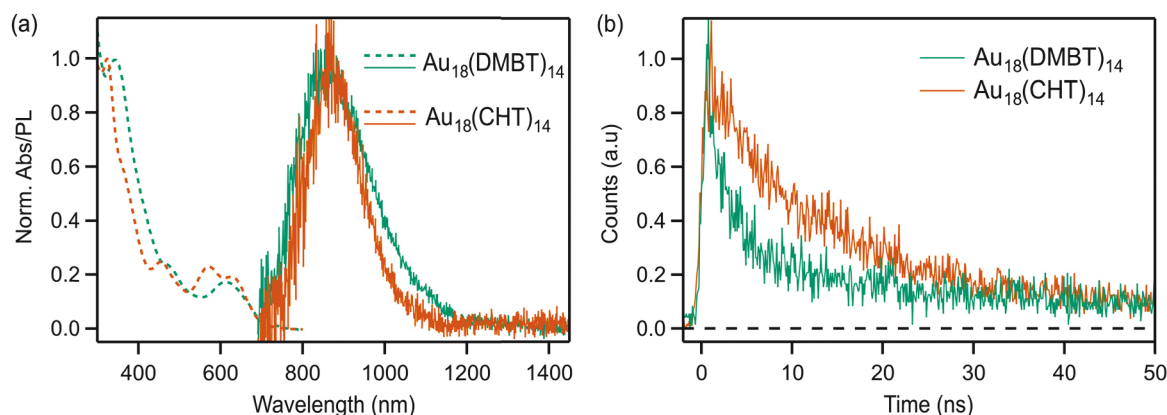 (a)
Norm. Abs/PL
1.0
0.8
0.6
0.4
0.2
0.0
Au18(DMBT)14
Au18(CHT)14
400 600 800 1000 1200 1400
Wavelength (nm)
(b)
Counts (a.u)
1.0
0.8
0.6
0.4
0.2
0.0
Au18(DMBT)14
Au18(CHT)14
0 10 20 30 40 50
Time (ns)